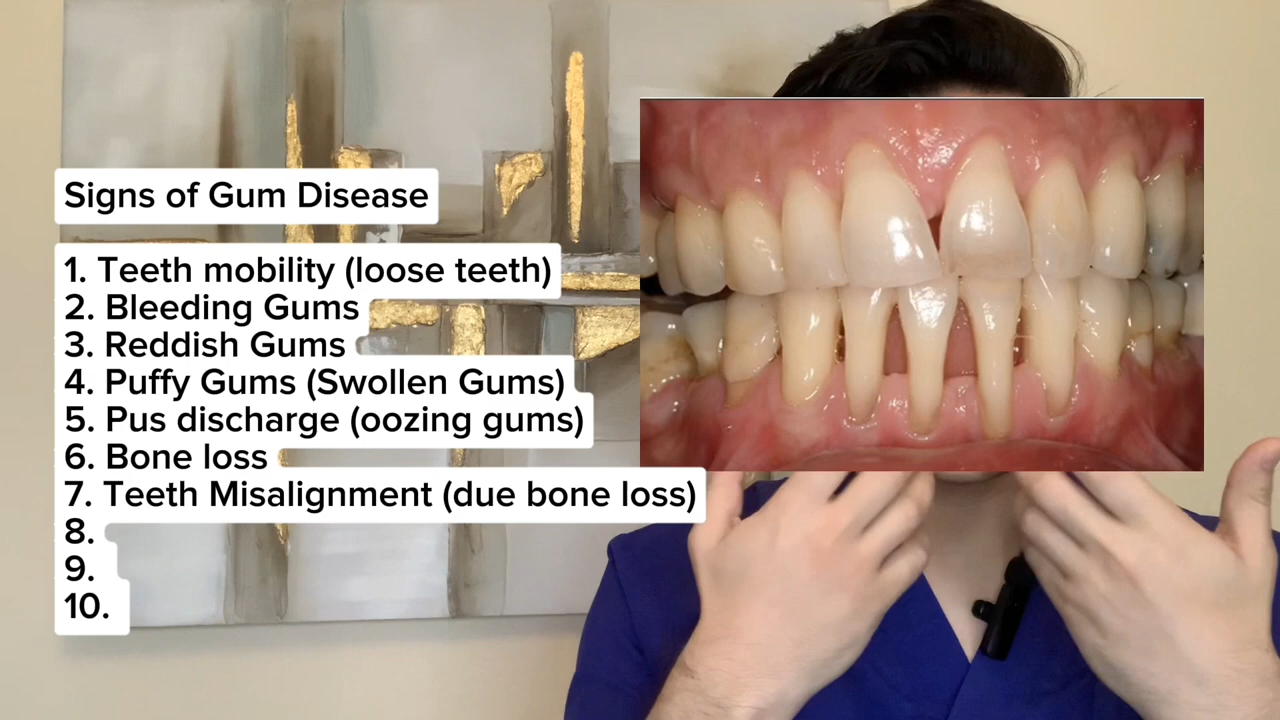 Signs of Gum Disease
1. Teeth mobility (loose teeth)
2. Bleeding Gums
3. Reddish Gums
4. Puffy Gums (Swollen Gums)
5. Pus discharge (oozing gums)
6. Bone loss
7. Teeth Misalignment (due bone loss)
8.
9.
10.